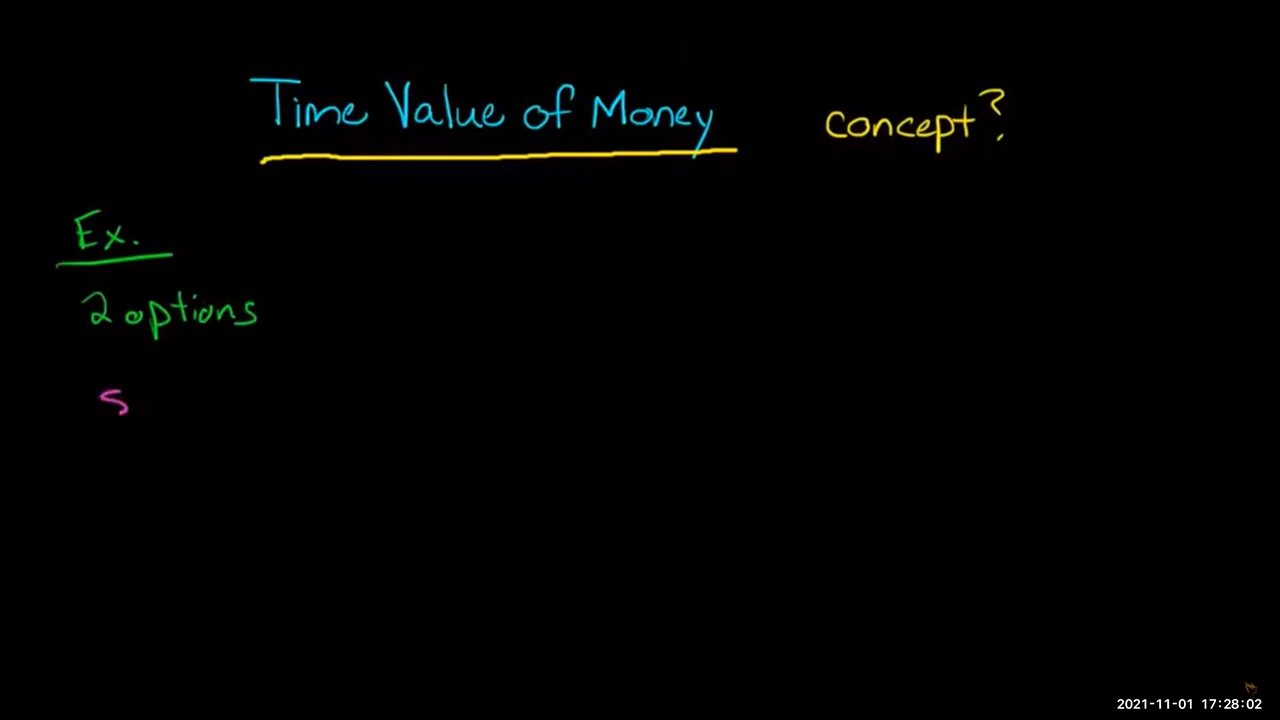 Time Value of Money concept?
Ex.
2 options
S
2021-11-01 17:28:02